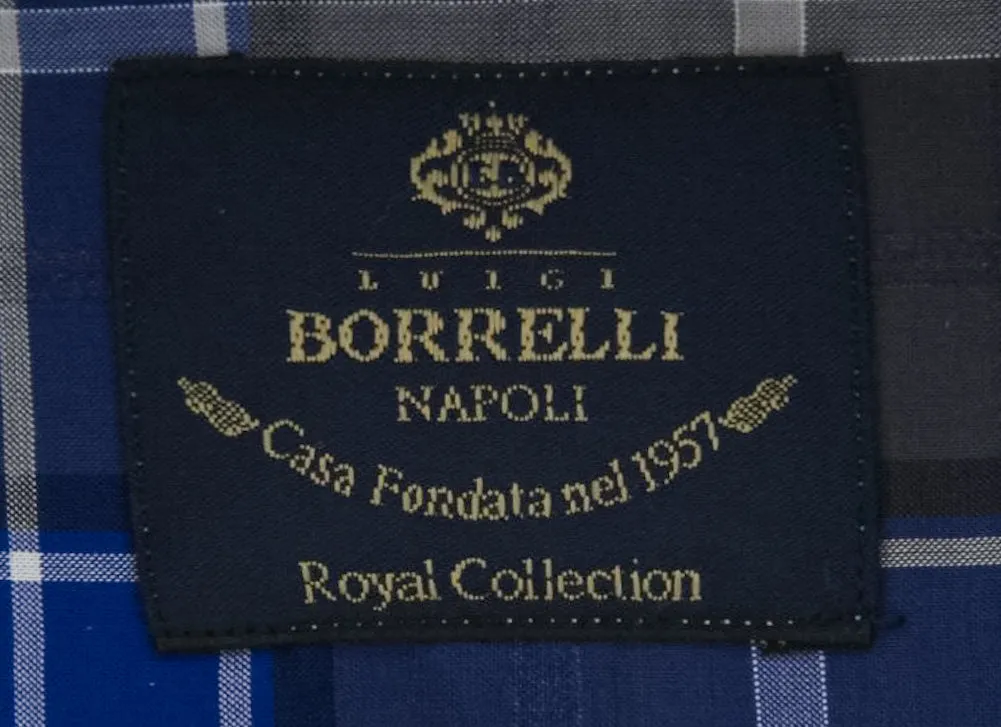 LUIGI
BORRELLI
NAPOLI
Casa Fondata nel 1957
Royal Collection